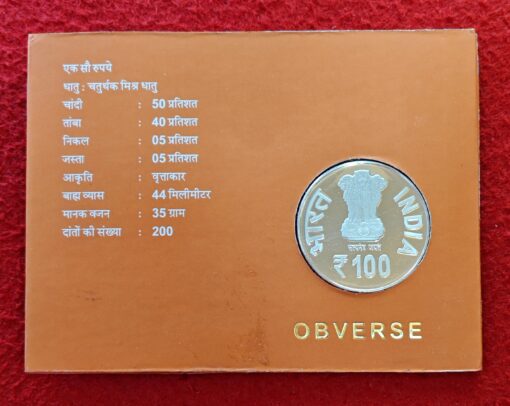 एक सौ रुपये
धातु : चतुर्थक मिश्र धातु
चांदी : 50 प्रतिशत
तांबा : 40 प्रतिशत
निकल : 05 प्रतिशत
जस्ता : 05 प्रतिशत
आकृति : वृत्ताकार
बाह्य व्यास : 44 मिलीमीटर
मानक वजन : 35 ग्राम
दांतों की संख्या : 200
भारत
INDIA
सत्यमेव जयते
₹ 100
OBVERSE